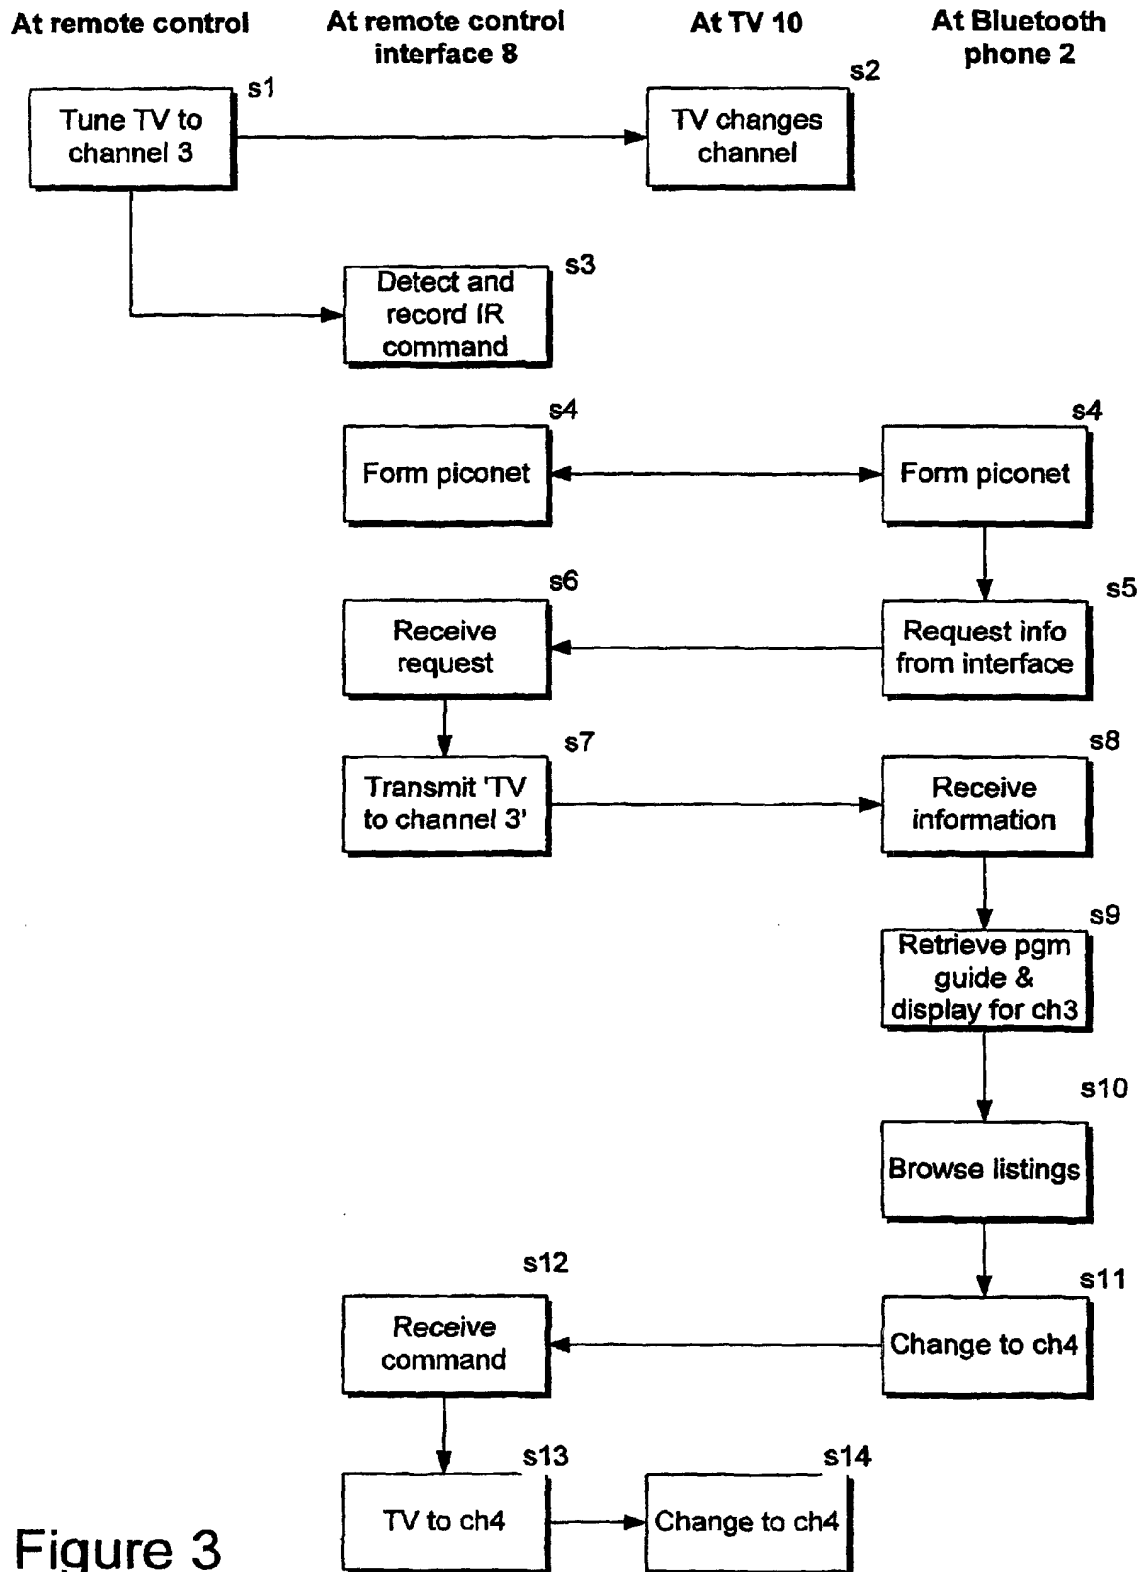 At remote control
At remote control
interface 8
At TV 10
At Bluetooth
phone 2
s1
Tune TV to
channel 3
s2
TV changes
channel
s3
Detect and
record IR
command
s4
Form piconet
s4
Form piconet
s5
Request info
from interface
s6
Receive
request
s7
Transmit 'TV
to channel 3'
s8
Receive
information
s9
Retrieve pgm
guide &
display for ch3
s10
Browse listings
s11
Change to ch4
s12
Receive
command
s13
TV to ch4
s14
Change to ch4
Figure 3